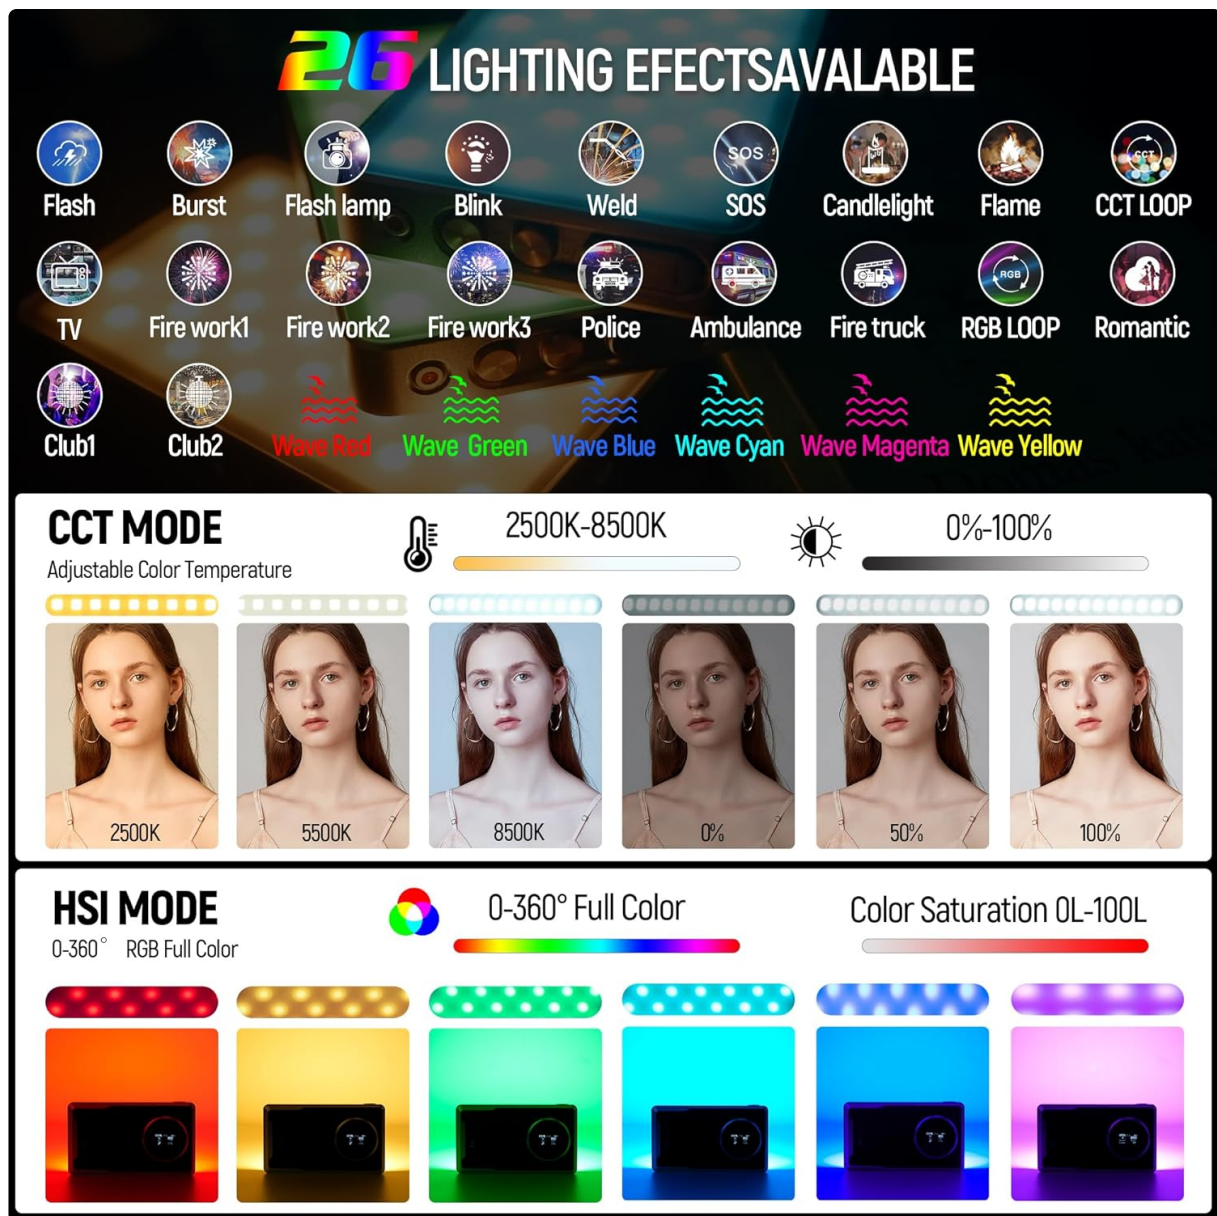 26 LIGHTING EFECTSAVALABLE
Flash Burst Flash lamp Blink Weld SOS Candlelight Flame CCT LOOP
SOS CCT
TV Fire work1 Fire work2 Fire work3 Police Ambulance Fire truck RGB LOOP Romantic
RGB
Club1 Club2 Wave Red Wave Green Wave Blue Wave Cyan Wave Magenta Wave Yellow
CCT MODE
Adjustable Color Temperature
2500K-8500K
0%-100%
2500K 5500K 8500K 0% 50% 100%
HSI MODE
0-360° RGB Full Color
0-360° Full Color
Color Saturation 0L-100L